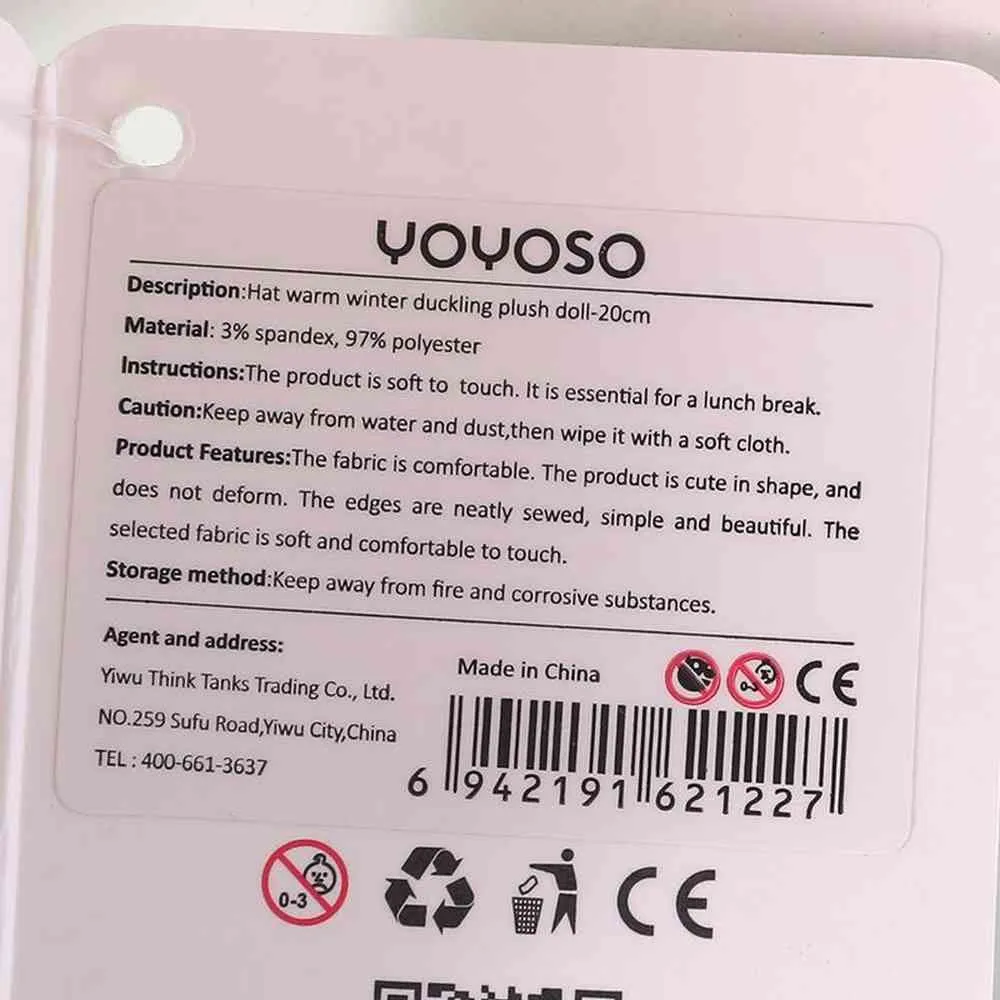 YOYOSO
Description:Hat warm winter duckling plush doll-20cm
Material: 3% spandex, 97% polyester
Instructions:The product is soft to touch. It is essential for a lunch break.
Caution:Keep away from water and dust,then wipe it with a soft cloth.
Product Features:The fabric is comfortable. The product is cute in shape, and
does not deform. The edges are neatly sewed, simple and beautiful. The
selected fabric is soft and comfortable to touch.
Storage method:Keep away from fire and corrosive substances.
Agent and address:
Yiwu Think Tanks Trading Co., Ltd.
NO.259 Sufu Road,Yiwu City,China
TEL : 400-661-3637
Made in China
CE
6 942191 621227
0-3
CE